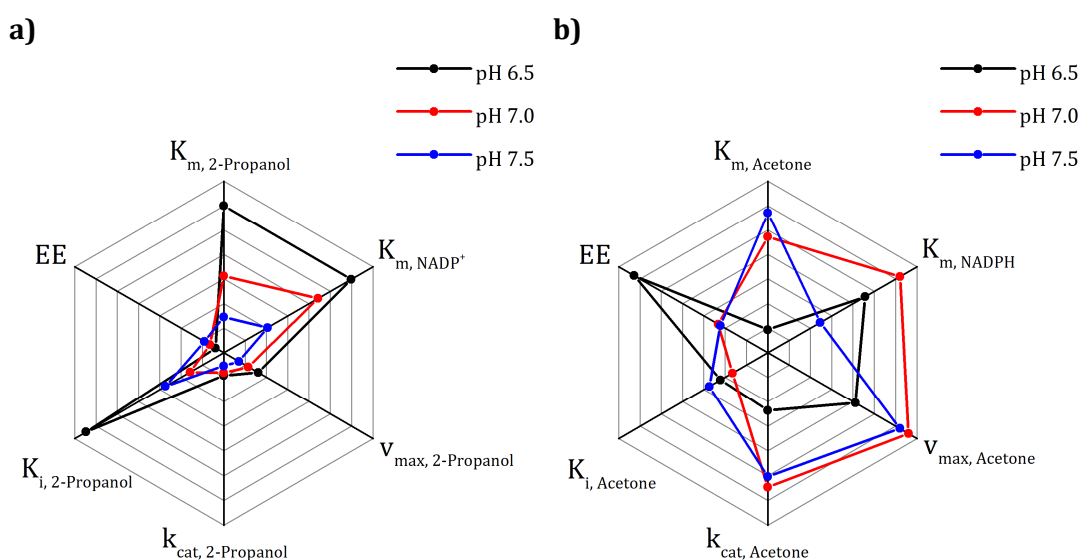 a)
pH 6.5
pH 7.0
pH 7.5
Km, 2-Propanol
EE
Km, NADP+
Ki, 2-Propanol
vmax, 2-Propanol
kcat, 2-Propanol
b)
pH 6.5
pH 7.0
pH 7.5
Km, Acetone
EE
Km, NADPH
Ki, Acetone
vmax, Acetone
kcat, Acetone